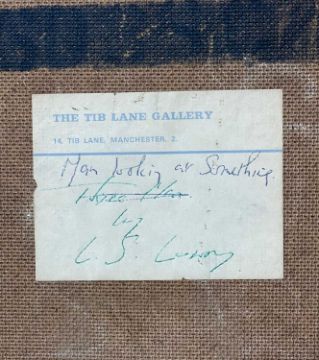 THE TIB LANE GALLERY
14, TIB LANE, MANCHESTER, 2.
Man looking at Something
by
L. S. Lowry